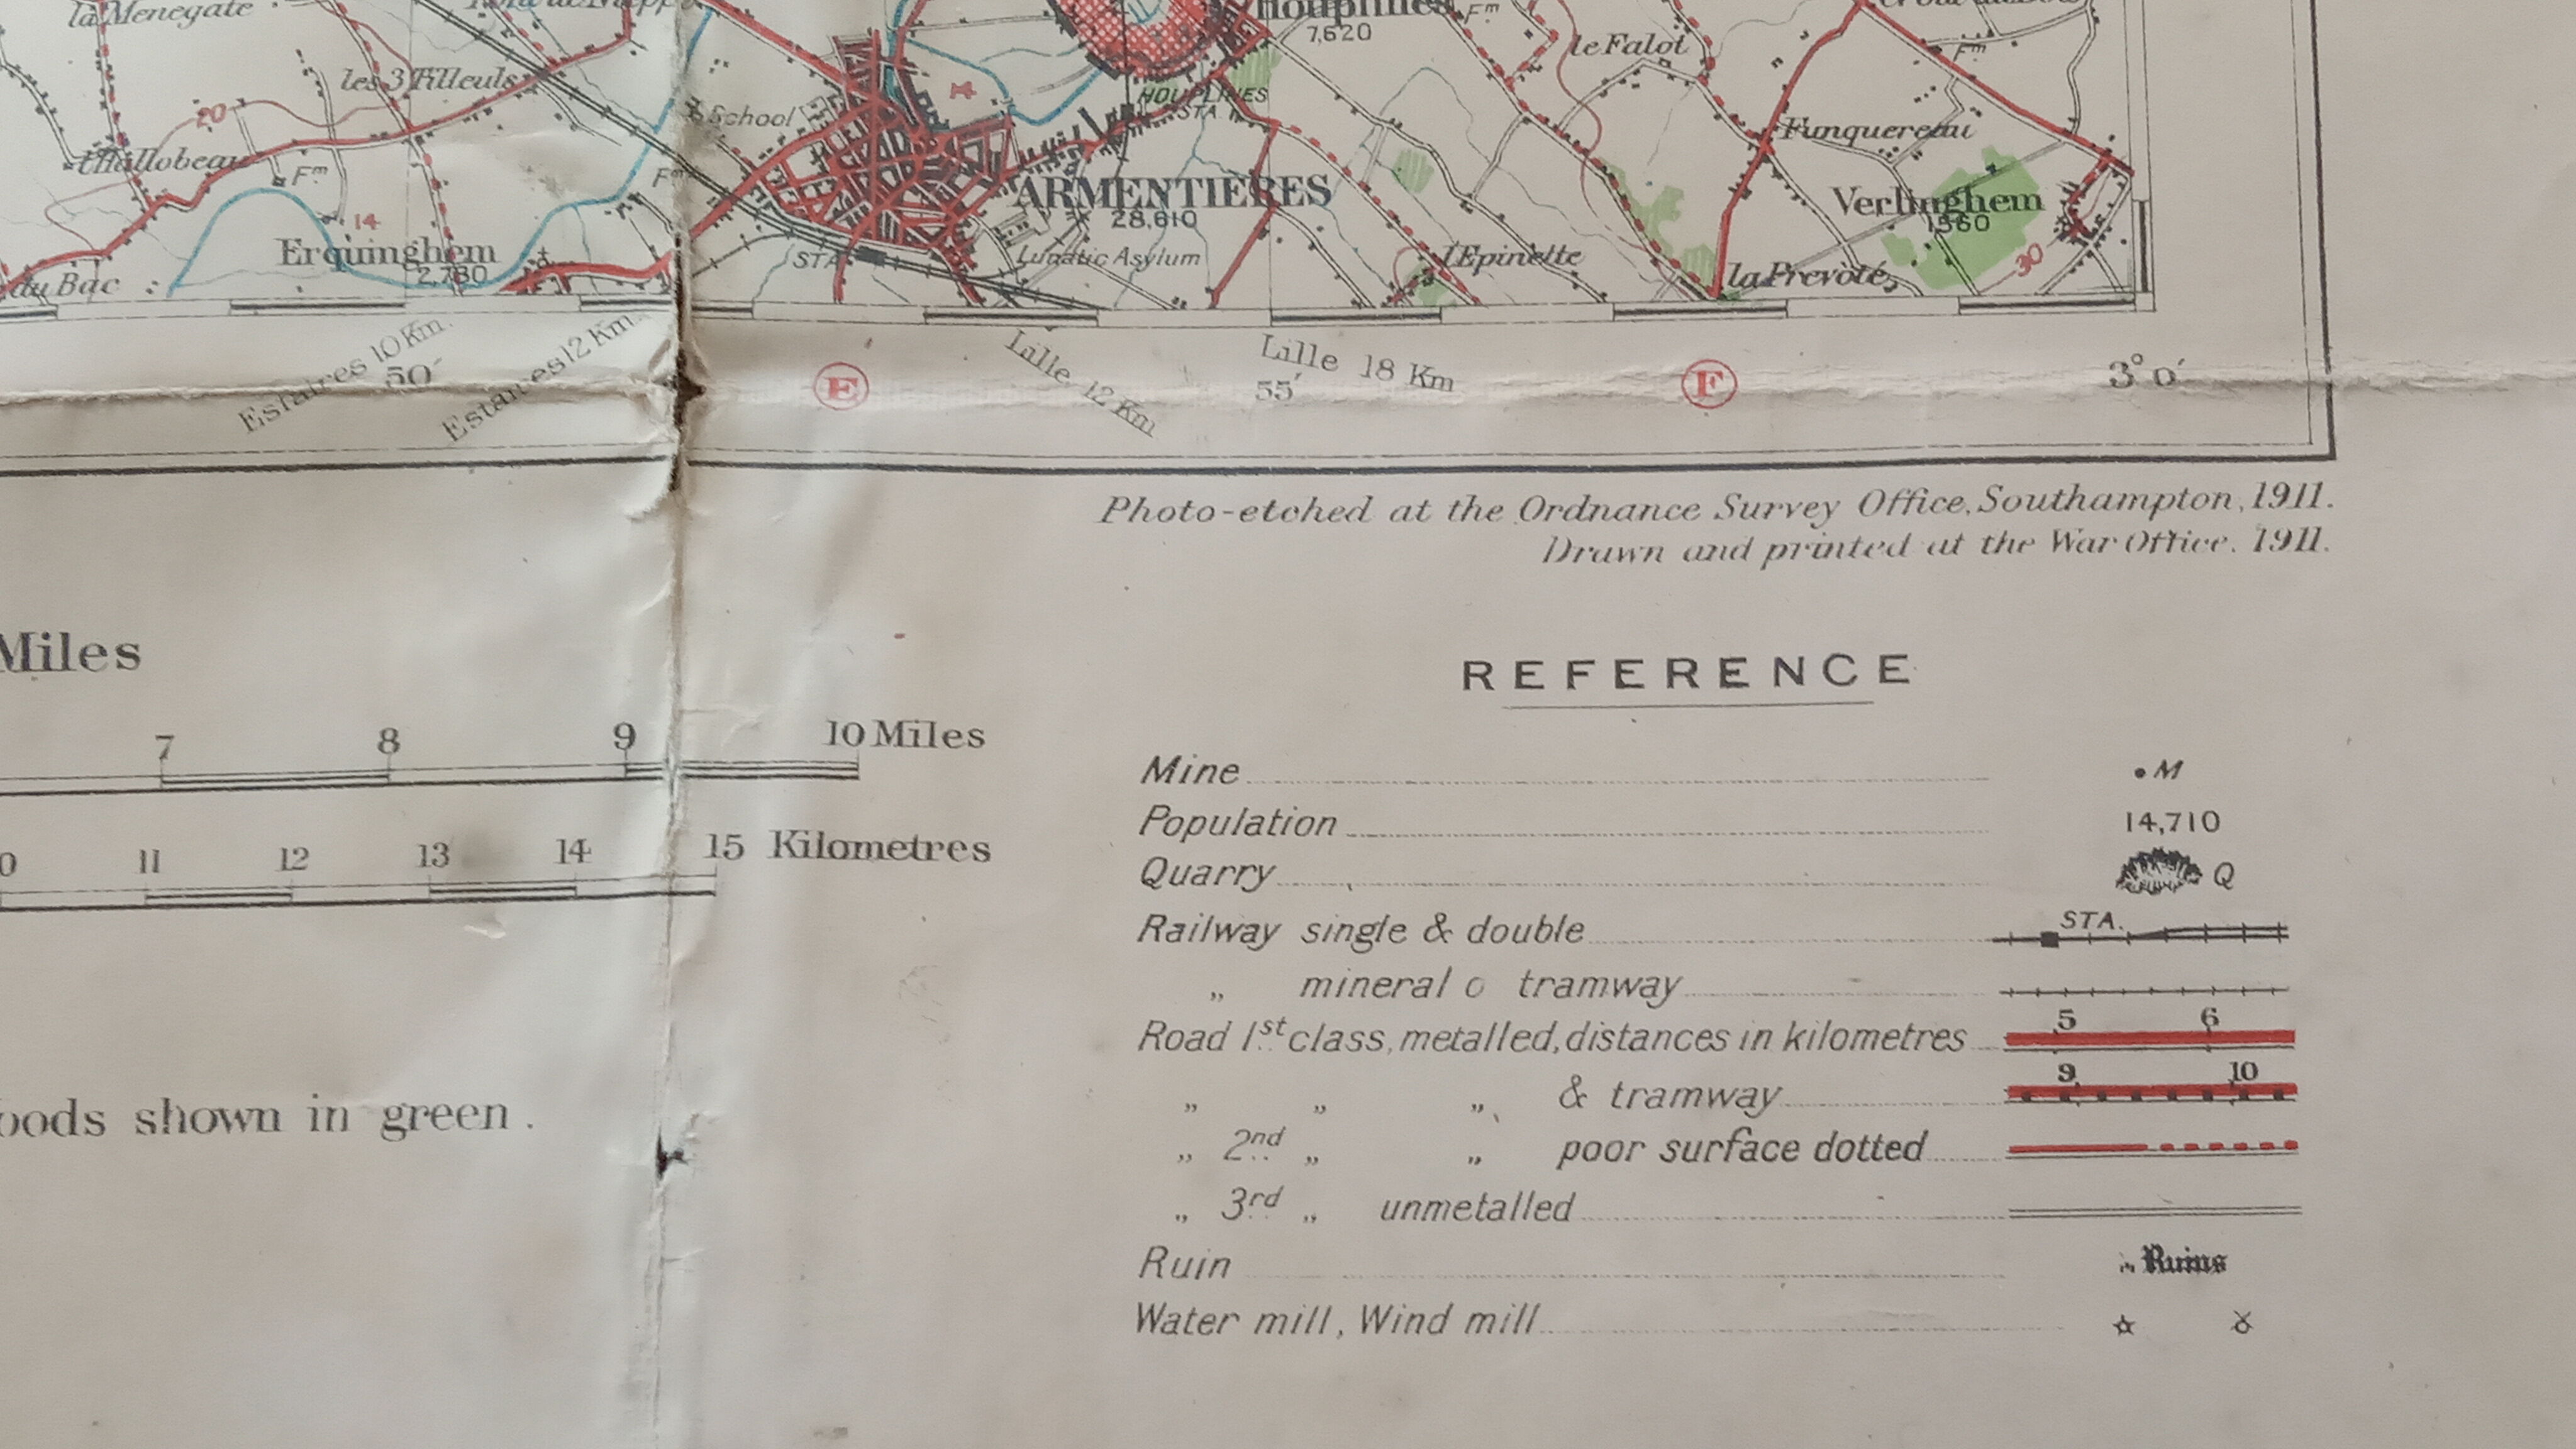 la Menegate
7,620
Fm
le Falot
Fm
les 3 Tilleuls
20
School
14
HOUPLINES
STA.
Funquereau
Fm
Fm
ARMENTIERES
28,610
Verlinghem
1560
14
Erquinghem
2,780
STA.
Lunatic Asylum
l'Epinette
la Prevôté
30
du Bac
Estaires 10 Km.
50'
Estaires 12 Km.
E
Lille 12 Km
Lille 18 Km
55'
F
3° 0'
Photo-etched at the Ordnance Survey Office, Southampton, 1911.
Drawn and printed at the War Office. 1911.
Miles
REFERENCE
7 8 9 10 Miles
0 11 12 13 14 15 Kilometres
Mine • M
Population 14,710
Quarry Q
Railway single & double STA.
„ mineral o tramway
Road 1st class, metalled, distances in kilometres 5 6
„ „ „ & tramway 9 10
„ 2nd „ „ poor surface dotted
„ 3rd „ unmetalled
Ruin Ruins
Water mill, Wind mill
oods shown in green.